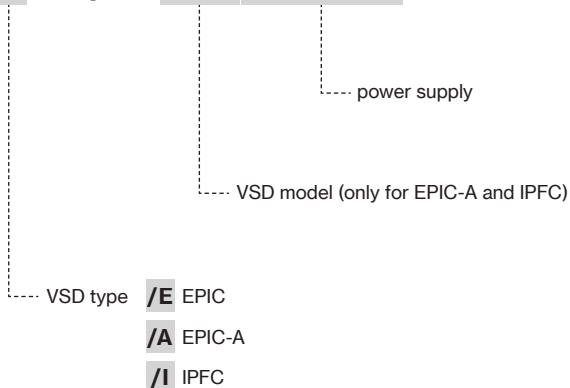 power supply
VSD model (only for EPIC-A and IPFC)
VSD type /E EPIC
/A EPIC-A
/I IPFC